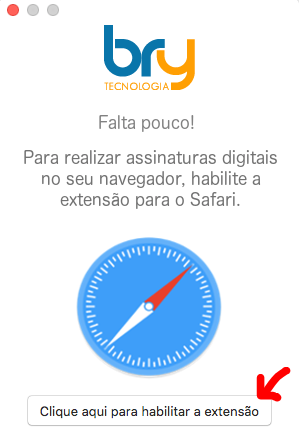 bry
TECNOLOGIA
Falta pouco!
Para realizar assinaturas digitais
no seu navegador, habilite a
extensão para o Safari.
Clique aqui para habilitar a extensão